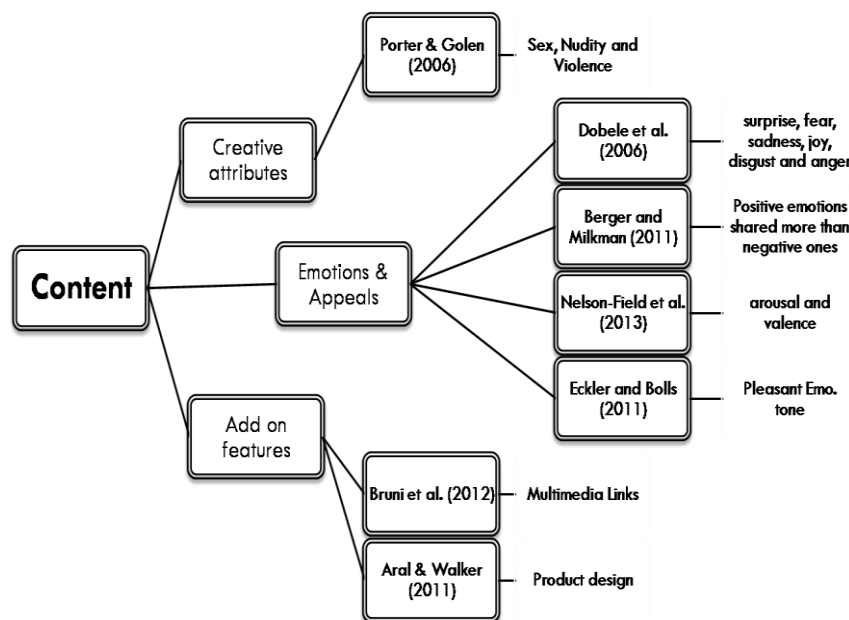 Porter & Golen
(2006)
Sex, Nudity and
Violence
Creative
attributes
Dobele et al.
(2006)
surprise, fear,
sadness, joy,
disgust and anger
Berger and
Milkman (2011)
Positive emotions
shared more than
negative ones
Content
Emotions &
Appeals
Nelson-Field et al.
(2013)
arousal and
valence
Eckler and Bolls
(2011)
Pleasant Emo.
tone
Add on
features
Bruni et al. (2012)
Multimedia Links
Aral & Walker
(2011)
Product design